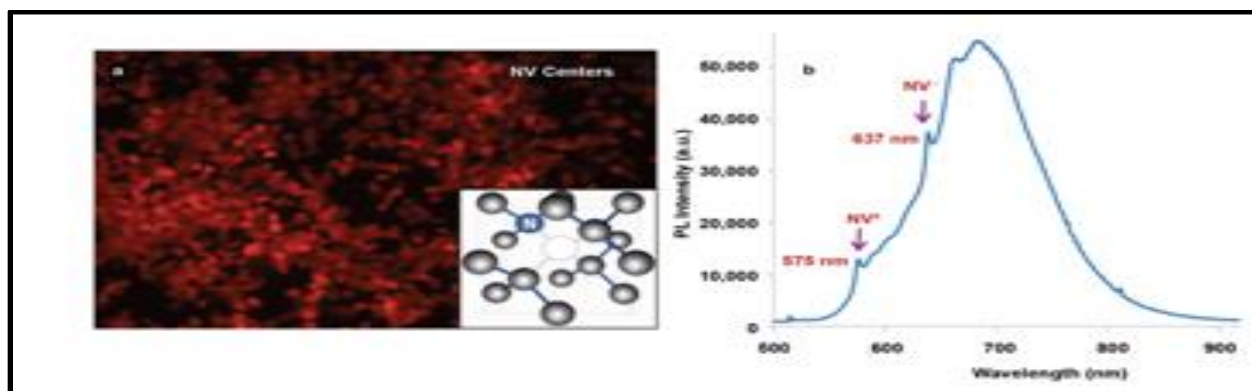 a
NV Centers
N
b
PL Intensity (a.u.)
50,000
40,000
30,000
20,000
10,000
0
NV⁻
637 nm
NV⁰
575 nm
500 600 700 800 900
Wavelength (nm)